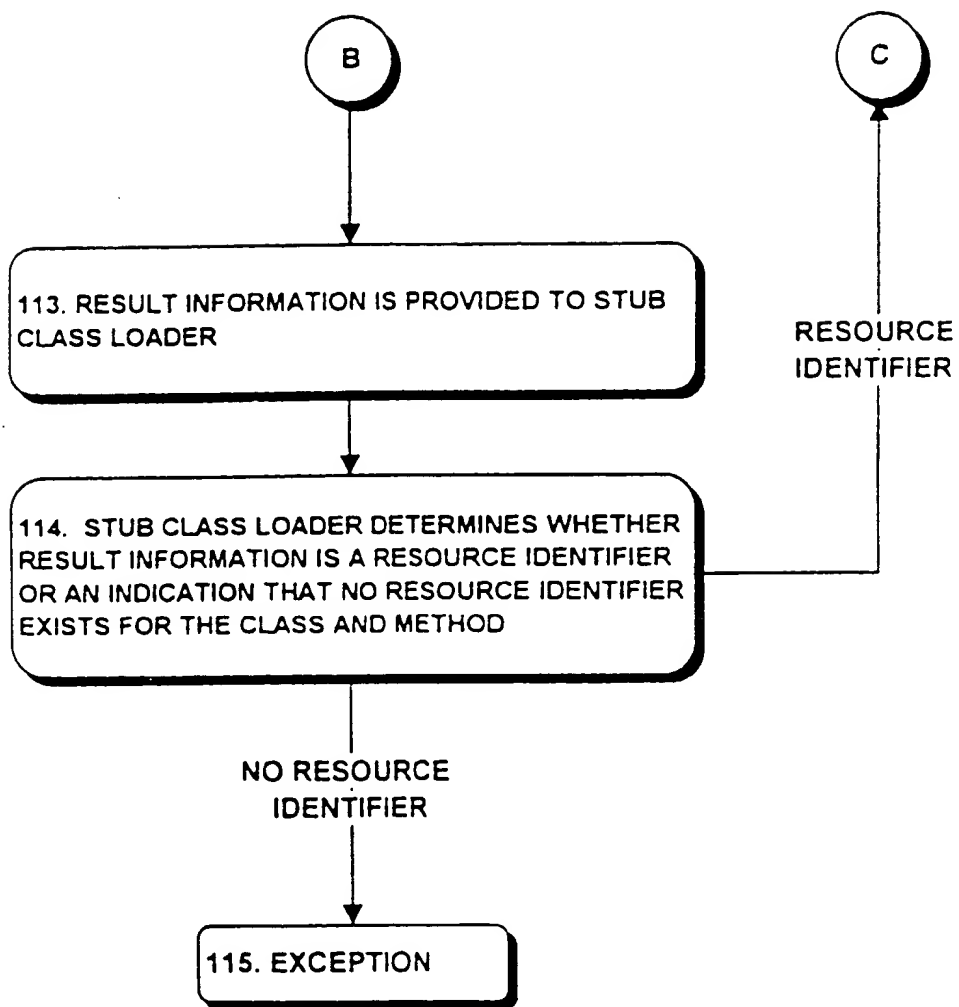 B
C
113. RESULT INFORMATION IS PROVIDED TO STUB
CLASS LOADER
RESOURCE
IDENTIFIER
114. STUB CLASS LOADER DETERMINES WHETHER
RESULT INFORMATION IS A RESOURCE IDENTIFIER
OR AN INDICATION THAT NO RESOURCE IDENTIFIER
EXISTS FOR THE CLASS AND METHOD
NO RESOURCE
IDENTIFIER
115. EXCEPTION